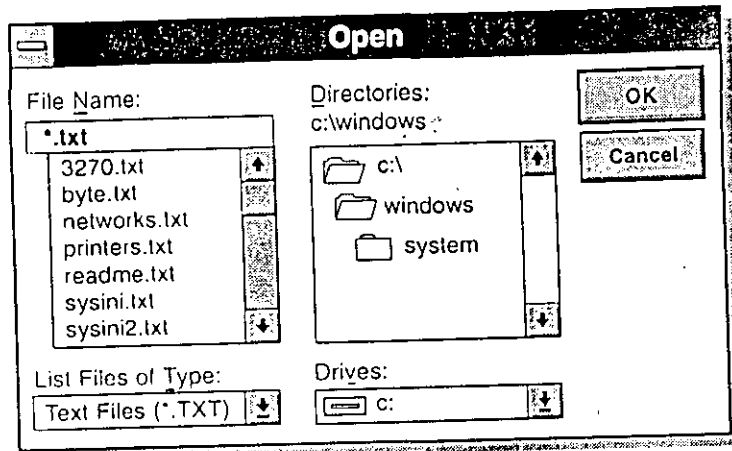 Open
File Name:
*.txt
3270.txt
byte.txt
networks.txt
printers.txt
readme.txt
sysini.txt
sysini2.txt
List Files of Type:
Text Files (*.TXT)
Directories:
c:\windows
c:\
windows
system
Drives:
c:
OK
Cancel